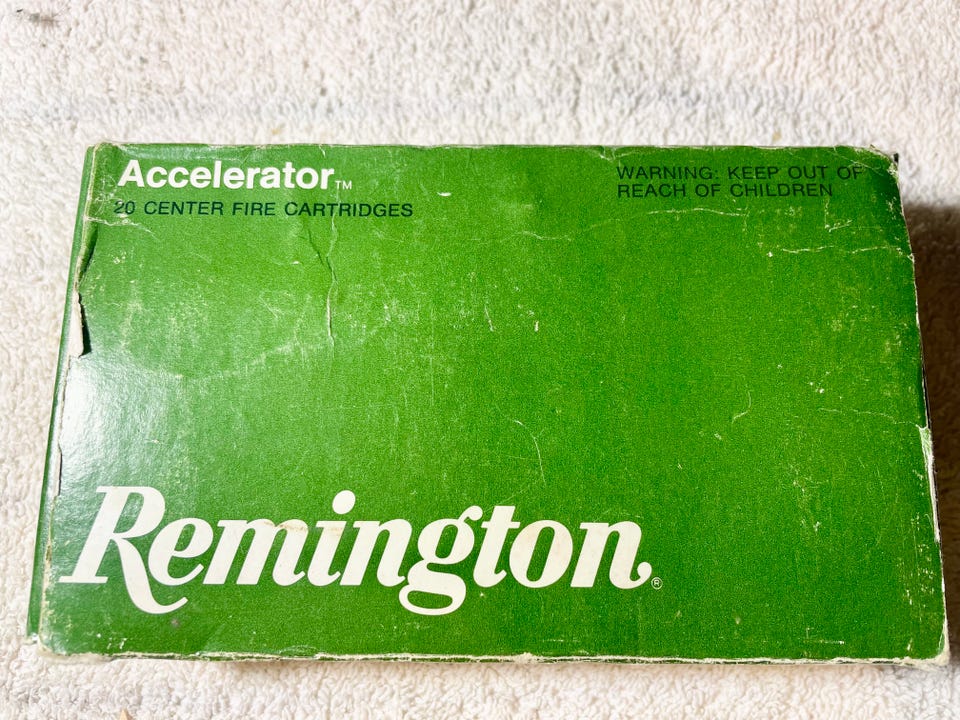 Accelerator™
20 CENTER FIRE CARTRIDGES
WARNING: KEEP OUT OF
REACH OF CHILDREN
Remington®